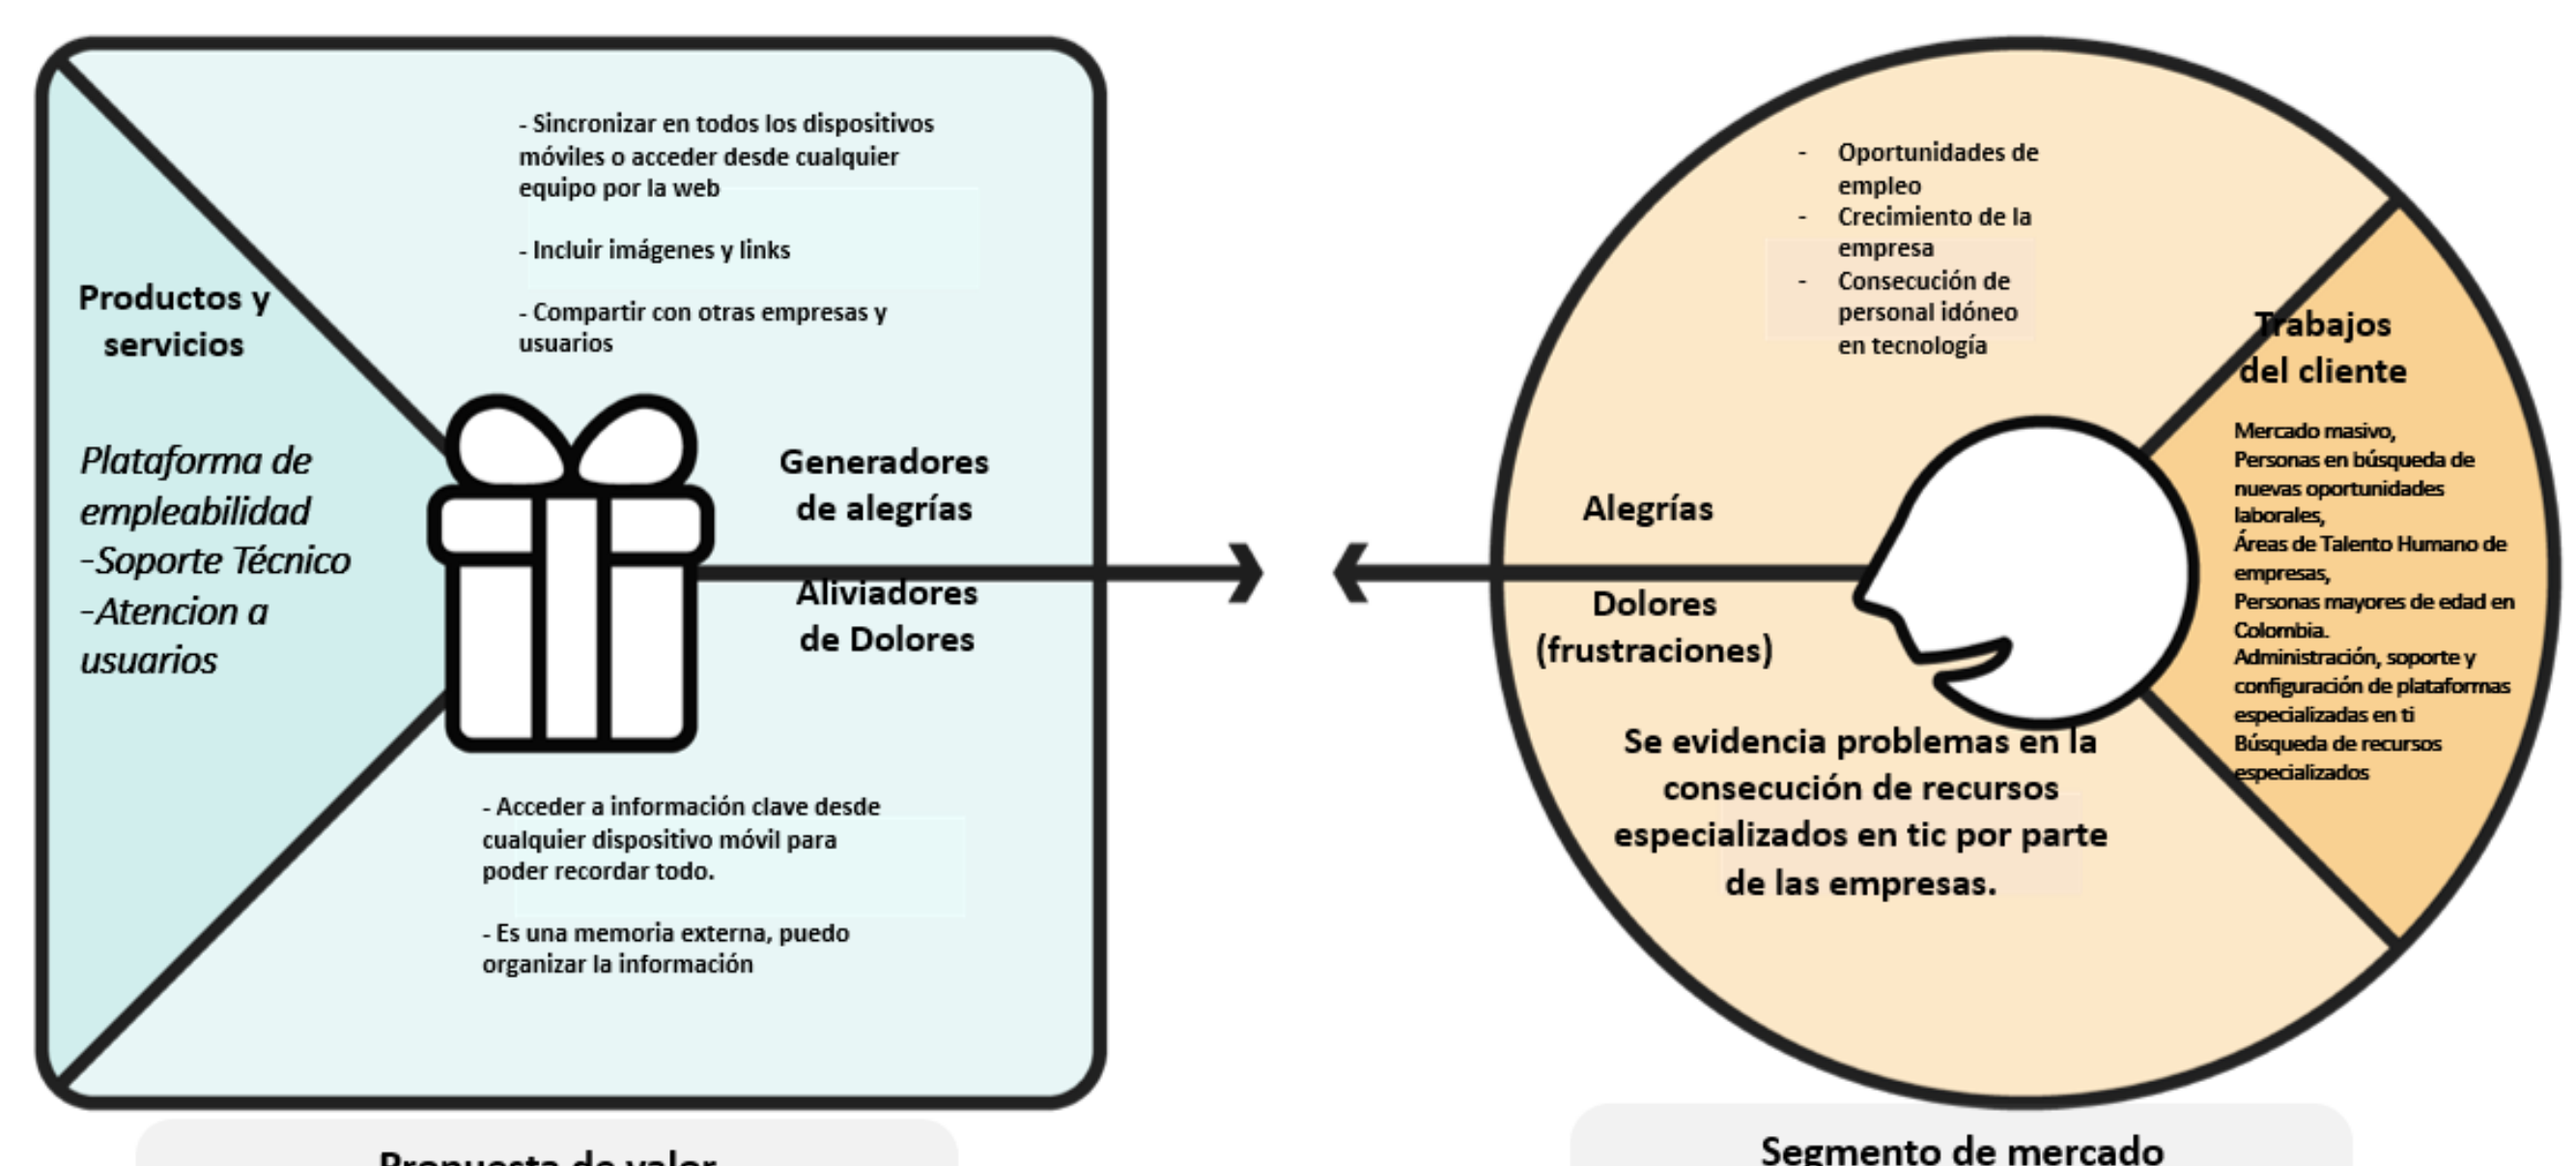 - Sincronizar en todos los dispositivos
móviles o acceder desde cualquier
equipo por la web
- Incluir imágenes y links
- Compartir con otras empresas y
usuarios
Productos y
servicios
Plataforma de
empleabilidad
-Soporte Técnico
-Atencion a
usuarios
Generadores
de alegrías
Aliviadores
de Dolores
- Acceder a información clave desde
cualquier dispositivo móvil para
poder recordar todo.
- Es una memoria externa, puedo
organizar la información
Propuesta de valor
- Oportunidades de
empleo
- Crecimiento de la
empresa
- Consecución de
personal idóneo
en tecnología
Alegrías
Dolores
(frustraciones)
Se evidencia problemas en la
consecución de recursos
especializados en tic por parte
de las empresas.
Trabajos
del cliente
Mercado masivo,
Personas en búsqueda de
nuevas oportunidades
laborales,
Áreas de Talento Humano de
empresas,
Personas mayores de edad en
Colombia.
Administración, soporte y
configuración de plataformas
especializadas en ti
Búsqueda de recursos
especializados
Segmento de mercado